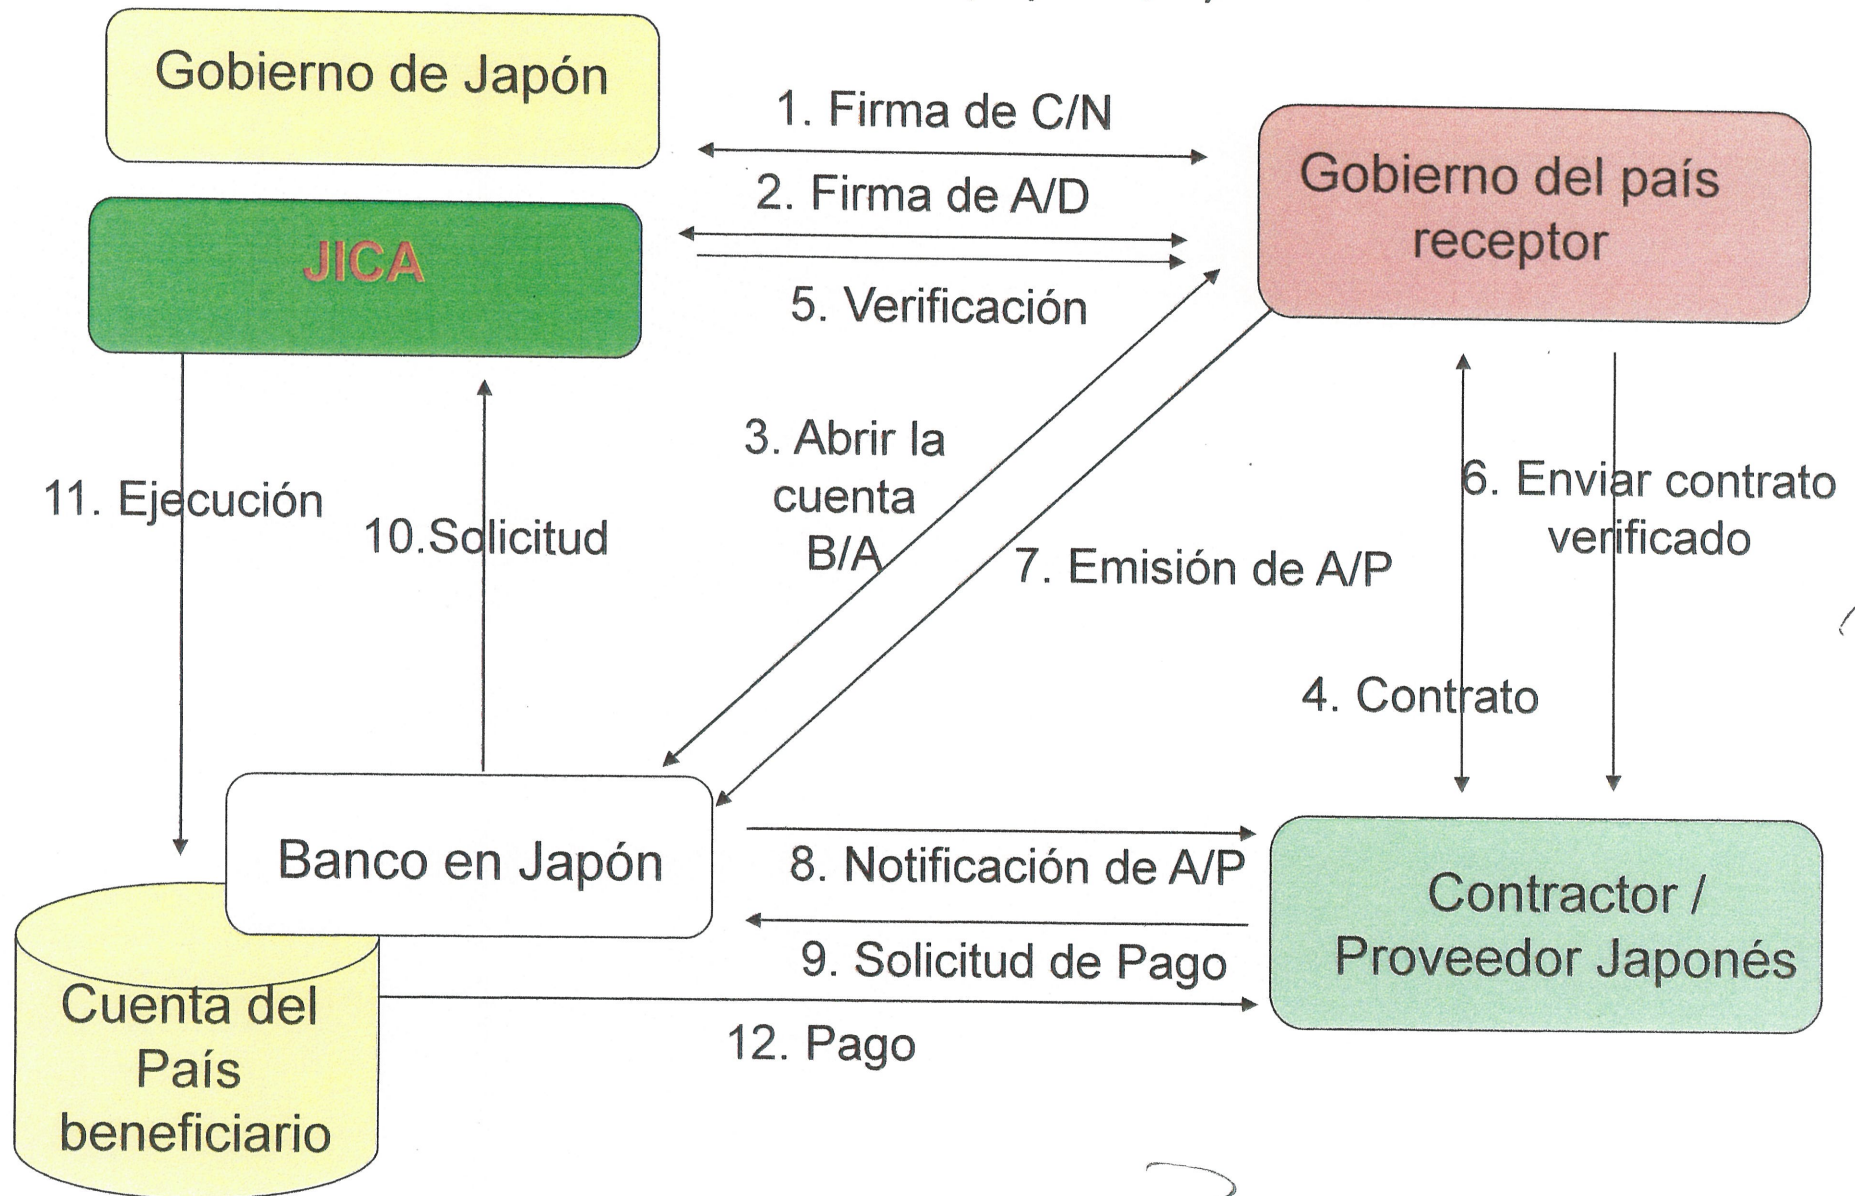 Gobierno de Japón
1. Firma de C/N
Gobierno del país
receptor
2. Firma de A/D
JICA
5. Verificación
3. Abrir la
cuenta
B/A
6. Enviar contrato
verificado
11. Ejecución
10.Solicitud
7. Emisión de A/P
4. Contrato
Banco en Japón
8. Notificación de A/P
Contractor /
Proveedor Japonés
9. Solicitud de Pago
Cuenta del
País
beneficiario
12. Pago